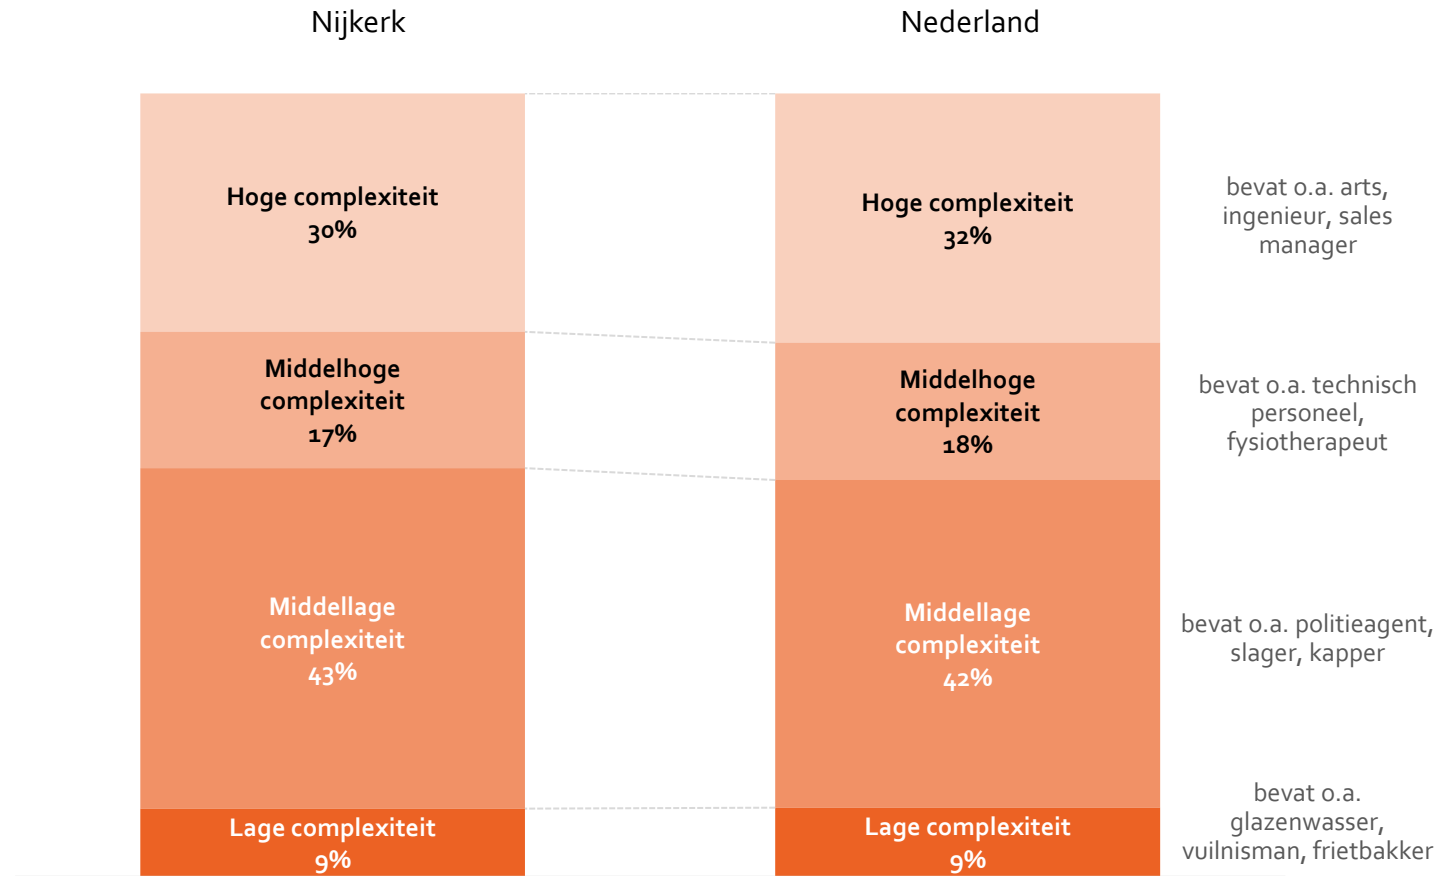 Nijkerk
Nederland
Hoge complexiteit
30%
Hoge complexiteit
32%
bevat o.a. arts,
ingenieur, sales
manager
Middelhoge
complexiteit
17%
Middelhoge
complexiteit
18%
bevat o.a. technisch
personeel,
fysiotherapeut
Middellage
complexiteit
43%
Middellage
complexiteit
42%
bevat o.a. politieagent,
slager, kapper
Lage complexiteit
9%
Lage complexiteit
9%
bevat o.a.
glazenwasser,
vuilnisman, frietbakker